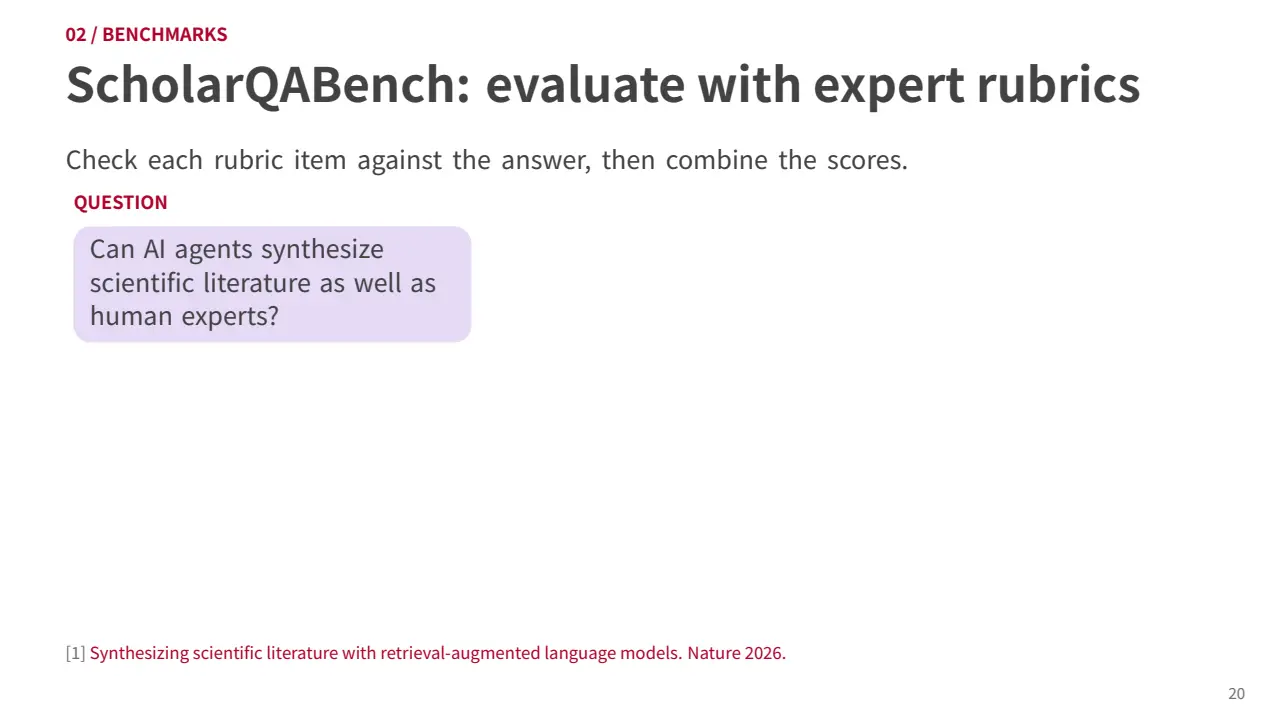 02 / BENCHMARKS
ScholarQABench: evaluate with expert rubrics
Check each rubric item against the answer, then combine the scores.
QUESTION
Can AI agents synthesize
scientific literature as well as
human experts?
[1] Synthesizing scientific literature with retrieval-augmented language models. Nature 2026.
20